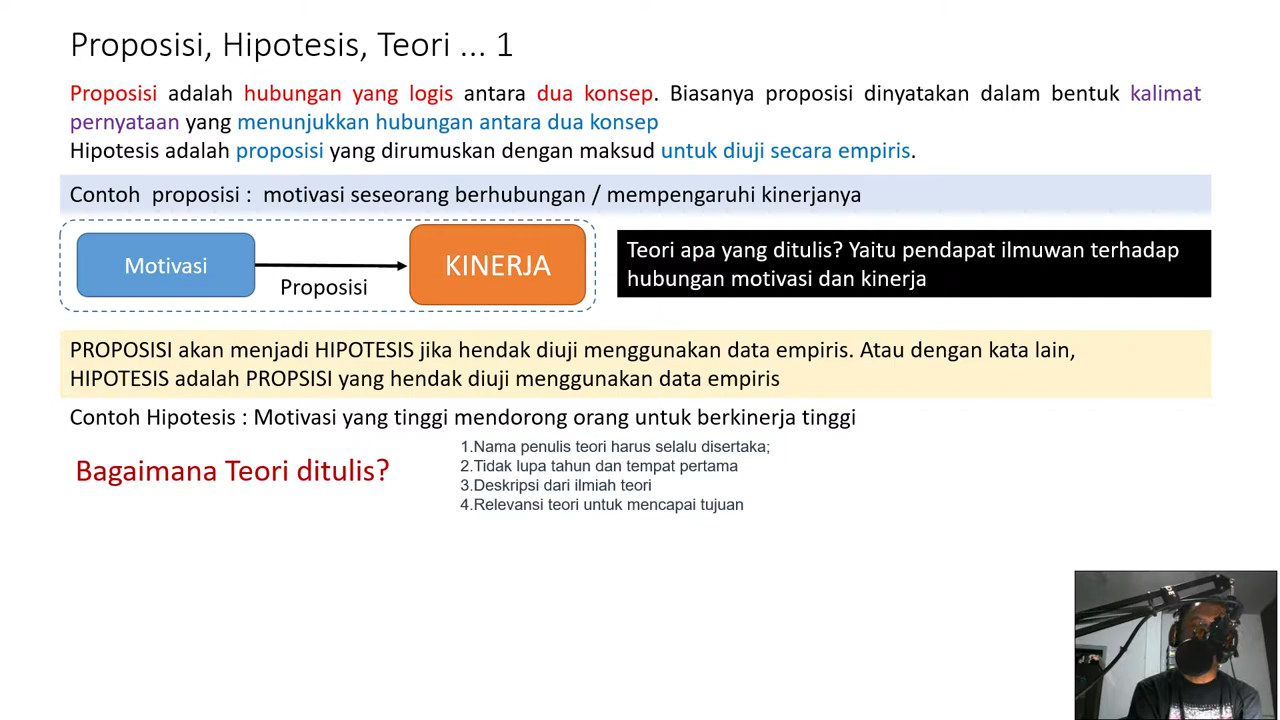 Proposisi, Hipotesis, Teori ... 1
Proposisi adalah hubungan yang logis antara dua konsep. Biasanya proposisi dinyatakan dalam bentuk kalimat
pernyataan yang menunjukkan hubungan antara dua konsep
Hipotesis adalah proposisi yang dirumuskan dengan maksud untuk diuji secara empiris.
Contoh proposisi : motivasi seseorang berhubungan / mempengaruhi kinerjanya
Motivasi
Proposisi
KINERJA
Teori apa yang ditulis? Yaitu pendapat ilmuwan terhadap
hubungan motivasi dan kinerja
PROPOSISI akan menjadi HIPOTESIS jika hendak diuji menggunakan data empiris. Atau dengan kata lain,
HIPOTESIS adalah PROPSISI yang hendak diuji menggunakan data empiris
Contoh Hipotesis : Motivasi yang tinggi mendorong orang untuk berkinerja tinggi
Bagaimana Teori ditulis?
1.Nama penulis teori harus selalu disertaka;
2.Tidak lupa tahun dan tempat pertama
3.Deskripsi dari ilmiah teori
4.Relevansi teori untuk mencapai tujuan